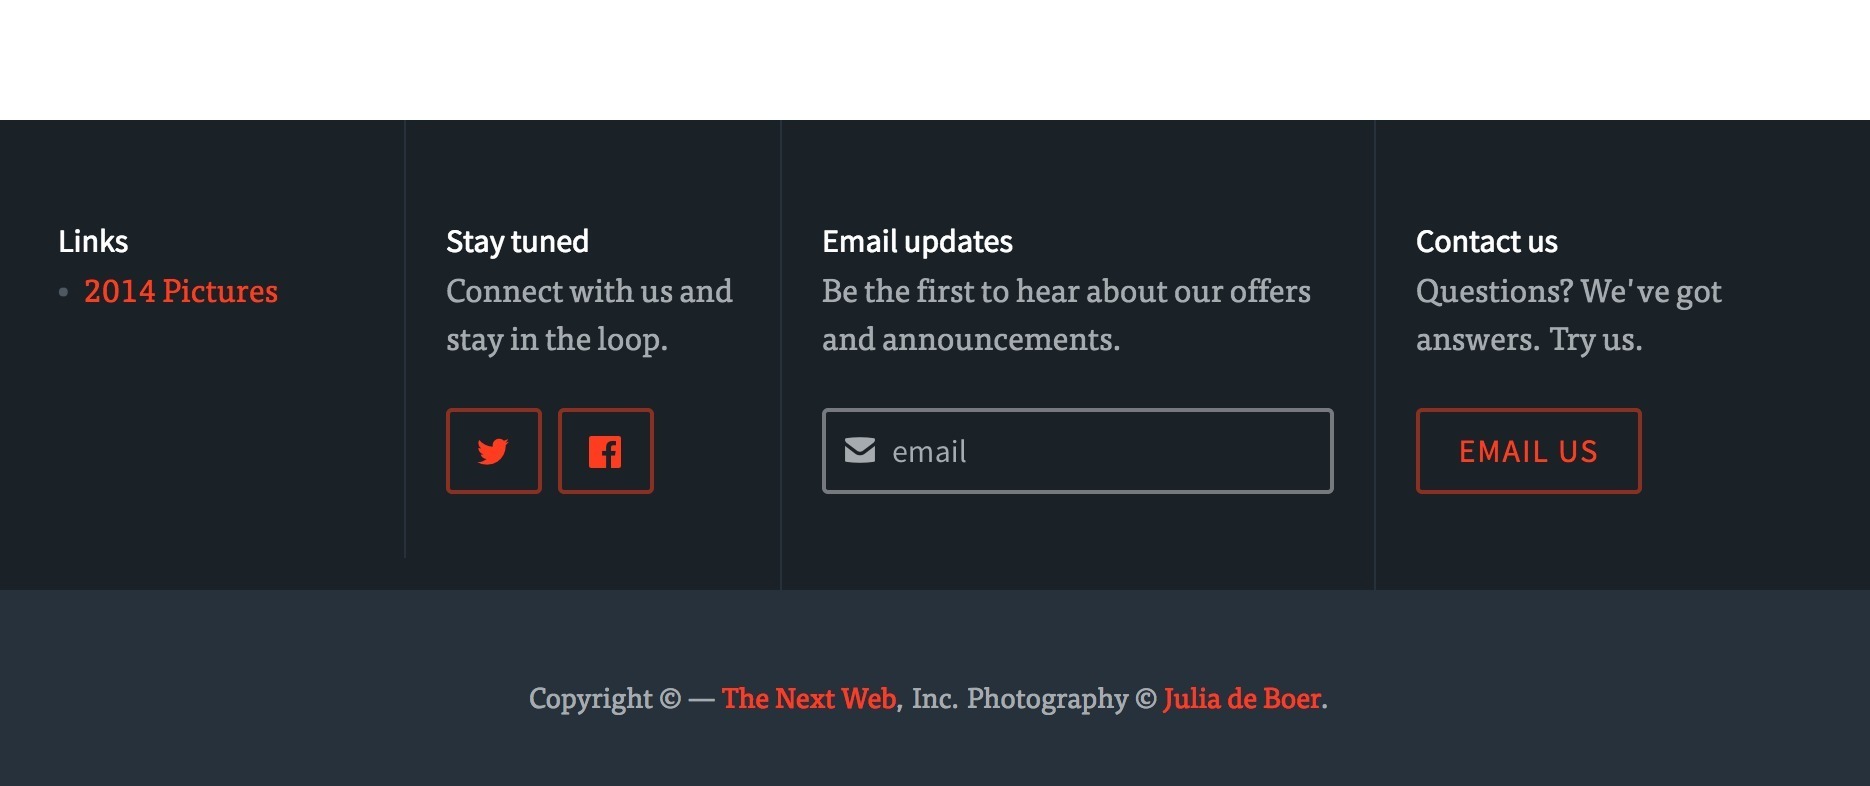 Links
2014 Pictures
Stay tuned
Connect with us and
stay in the loop.
Email updates
Be the first to hear about our offers
and announcements.
email
Contact us
Questions? We've got
answers. Try us.
EMAIL US
Copyright © — The Next Web, Inc. Photography © Julia de Boer.